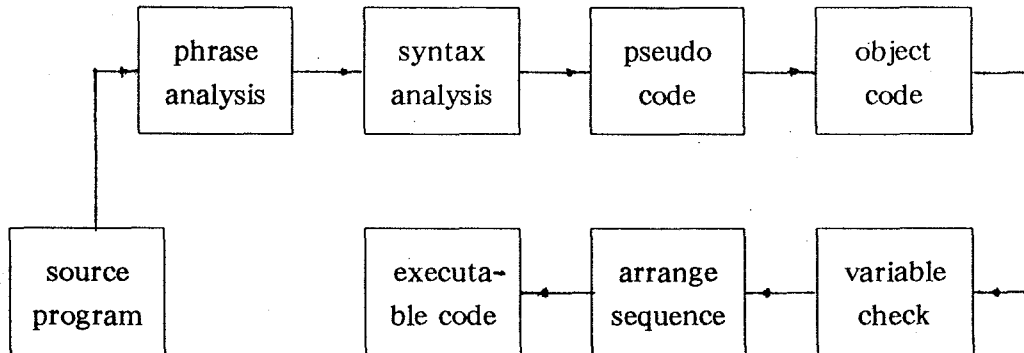 phrase
analysis
syntax
analysis
pseudo
code
object
code
source
program
executa-
ble code
arrange
sequence
variable
check